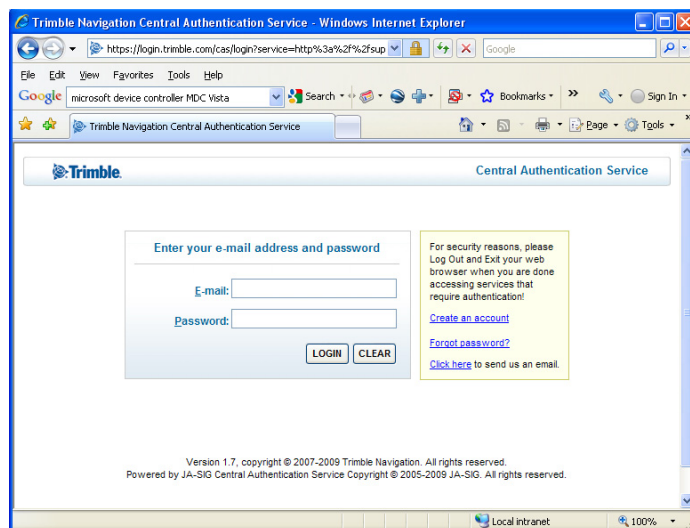 Trimble Navigation Central Authentication Service - Windows Internet Explorer
https://login.trimble.com/cas/login?service=http%3a%2f%2fsup
Google
File Edit View Favorites Tools Help
Google microsoft device controller MDC Vista Search Bookmarks Sign In
Trimble Navigation Central Authentication Service Page Tools
Trimble. Central Authentication Service
Enter your e-mail address and password
E-mail:
Password:
LOGIN CLEAR
For security reasons, please
Log Out and Exit your web
browser when you are done
accessing services that
require authentication!
Create an account
Forgot password?
Click here to send us an email.
Version 1.7, copyright © 2007-2009 Trimble Navigation. All rights reserved.
Powered by JA-SIG Central Authentication Service Copyright © 2005-2009 JA-SIG. All rights reserved.
Local intranet 100%